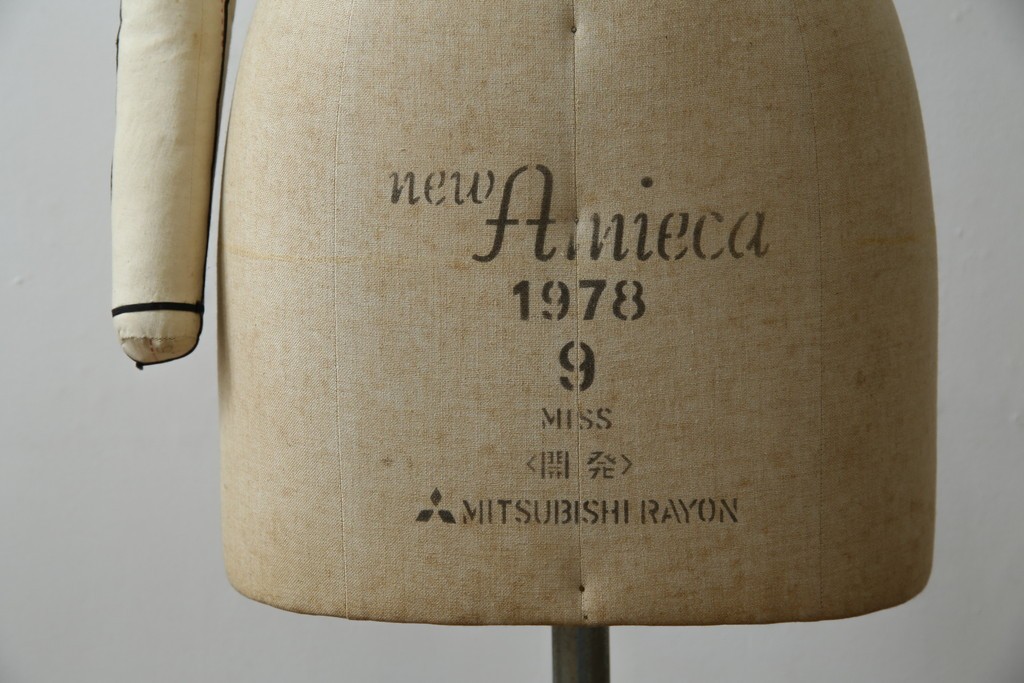 new Amieca
1978
9
MISS
〈開発〉
MITSUBISHI RAYON